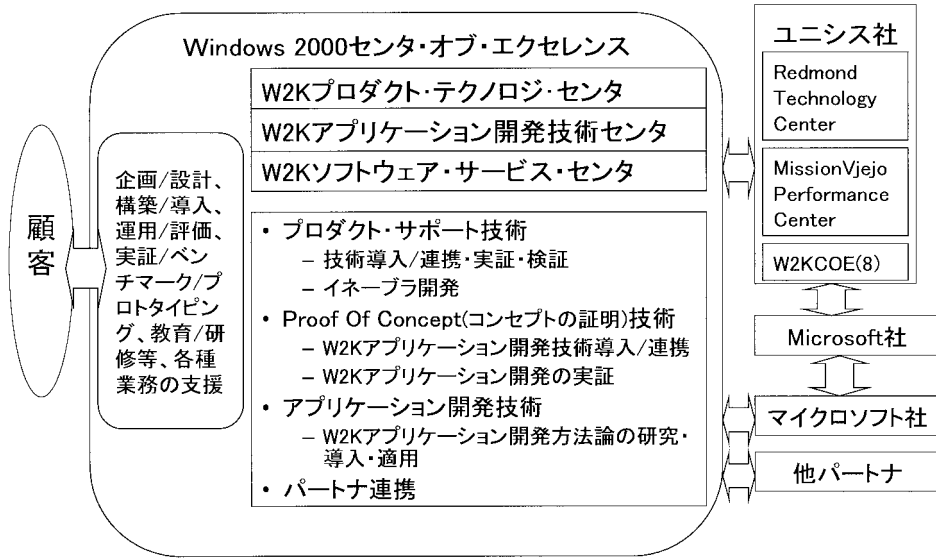 Windows 2000センタ・オブ・エクセレンス
W2Kプロダクト・テクノロジ・センタ
W2Kアプリケーション開発技術センタ
W2Kソフトウェア・サービス・センタ
顧客
企画/設計、
構築/導入、
運用/評価、
実証/ベン
チマーク/プ
ロトタイピン
グ、教育/研
修等、各種
業務の支援
・ プロダクト・サポート技術
– 技術導入/連携・実証・検証
– イネーブラ開発
・ Proof Of Concept(コンセプトの証明)技術
– W2Kアプリケーション開発技術導入/連携
– W2Kアプリケーション開発の実証
・ アプリケーション開発技術
– W2Kアプリケーション開発方法論の研究・
導入・適用
・ パートナ連携
ユニシス社
Redmond
Technology
Center
MissionVjejo
Performance
Center
W2KCOE(8)
Microsoft社
マイクロソフト社
他パートナ